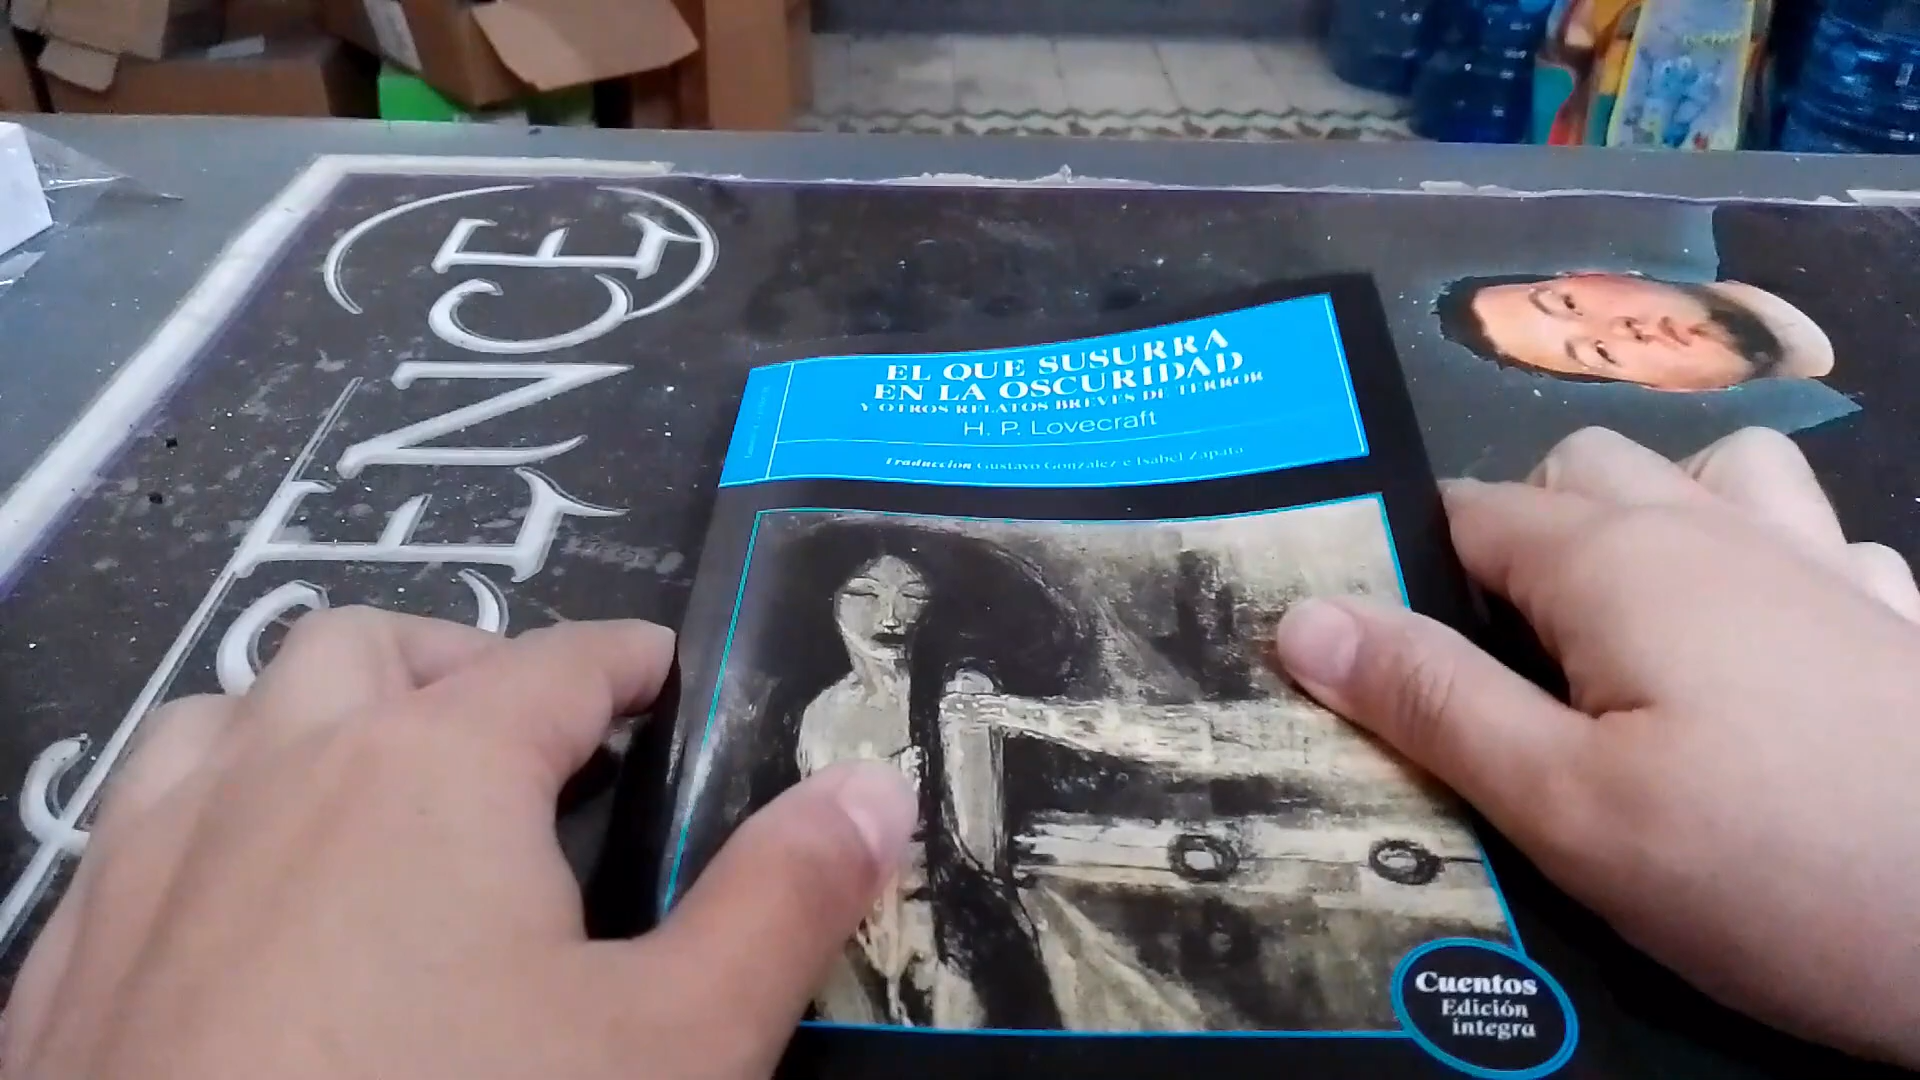 EL QUE SUSURRA
EN LA OSCURIDAD
Y OTROS RELATOS BREVES DE TERROR
H. P. Lovecraft
Traducción Gustavo González e Isabel Zapata
Cuentos
Edición
íntegra